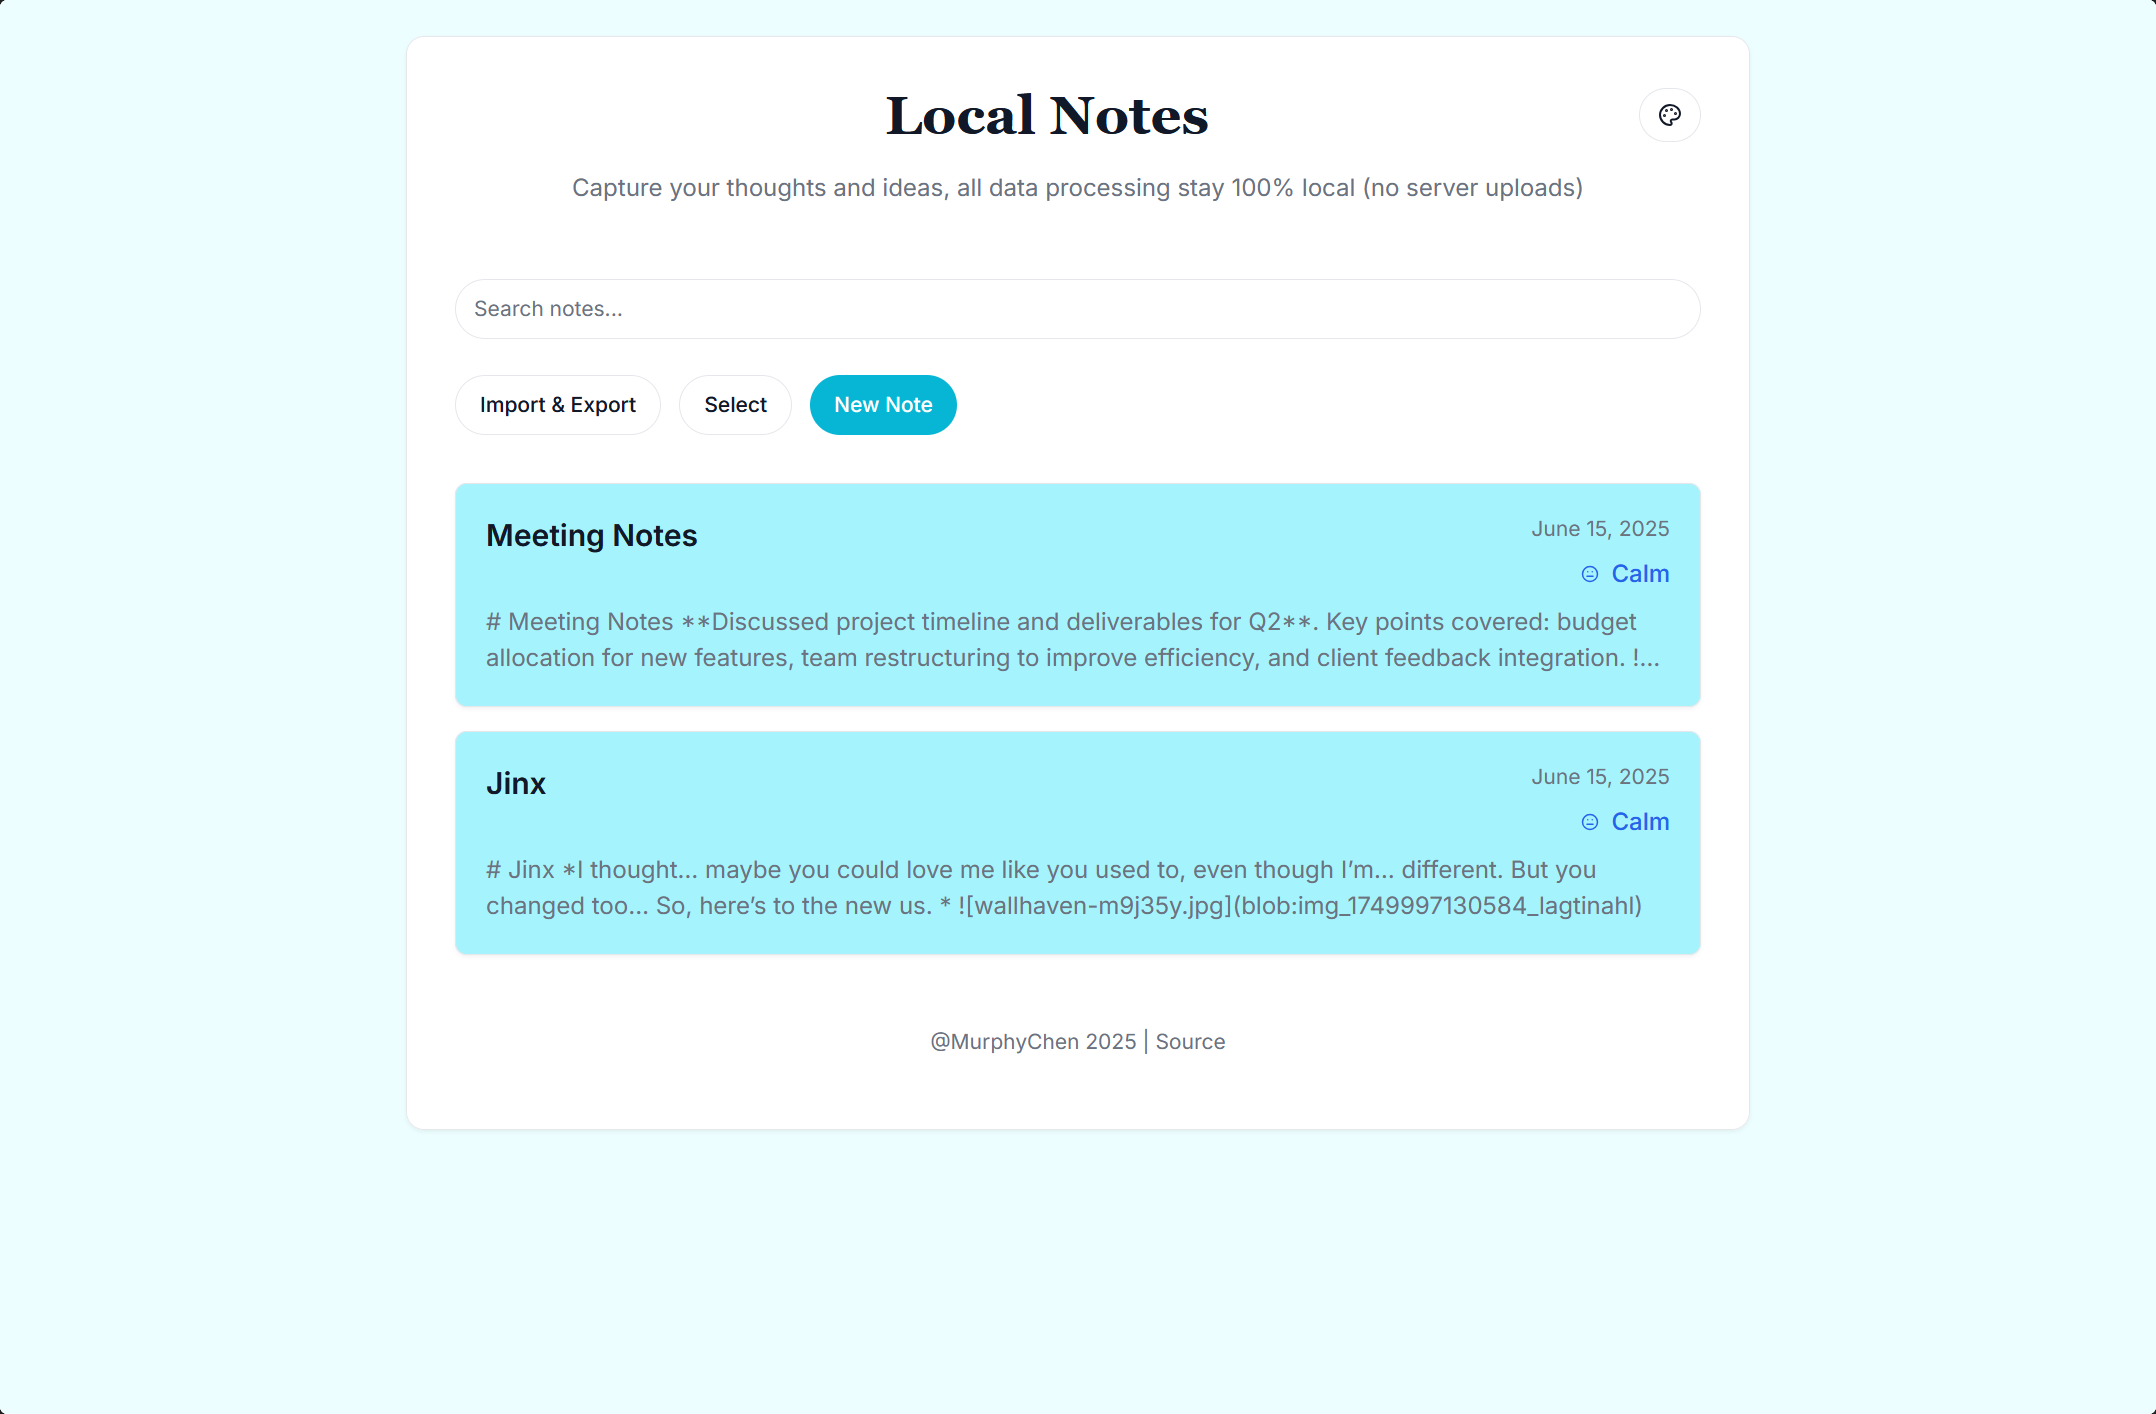 Local Notes
Capture your thoughts and ideas, all data processing stay 100% local (no server uploads)
Search notes...
Import & Export
Select
New Note
Meeting Notes
June 15, 2025
Calm
# Meeting Notes **Discussed project timeline and deliverables for Q2**. Key points covered: budget
allocation for new features, team restructuring to improve efficiency, and client feedback integration. !...
Jinx
June 15, 2025
Calm
# Jinx *I thought... maybe you could love me like you used to, even though I’m... different. But you
changed too... So, here’s to the new us. * ![wallhaven-m9j35y.jpg](blob:img_1749997130584_lagtinahl)
@MurphyChen 2025 | Source